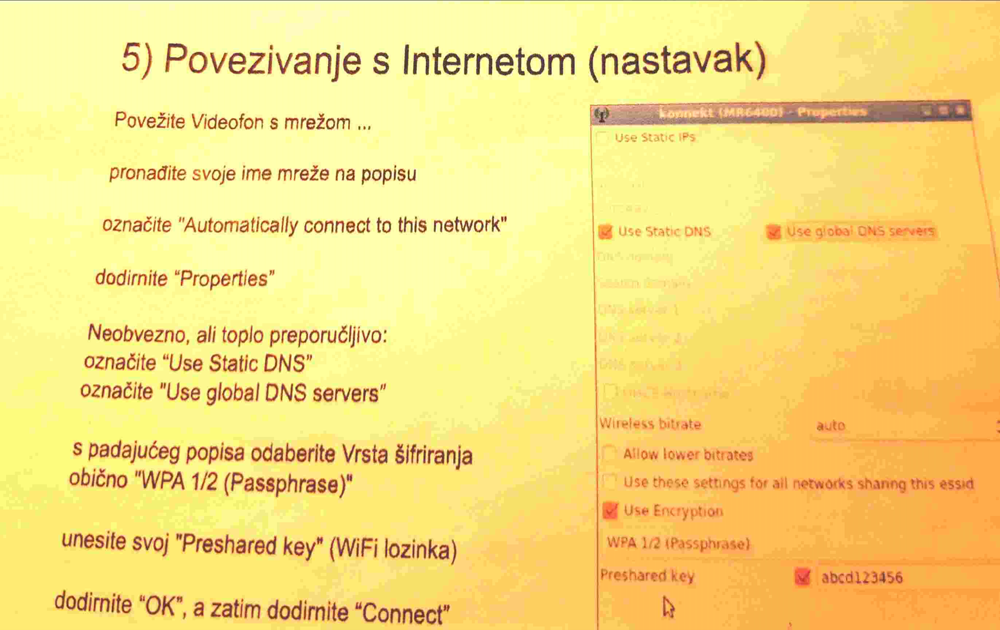 5) Povezivanje s Internetom (nastavak)
Povežite Videofon s mrežom ...
pronađite svoje ime mreže na popisu
označite "Automatically connect to this network"
dodirnite “Properties”
Neobvezno, ali toplo preporučljivo:
označite “Use Static DNS”
označite "Use global DNS servers”
s padajućeg popisa odaberite Vrsta šifriranja
obično "WPA 1/2 (Passphrase)"
unesite svoj "Preshared key" (WiFi lozinka)
dodirnite “OK”, a zatim dodirnite “Connect”
konnekt (MR6400) - Properties
Use Static IPs
Use Static DNS
Use global DNS servers
DNS domain
Search domain
DNS server 1
DNS server 2
DNS server 3
Wireless bitrate
auto
Allow lower bitrates
Use these settings for all networks sharing this essid
Use Encryption
WPA 1/2 (Passphrase)
Preshared key
abcd123456